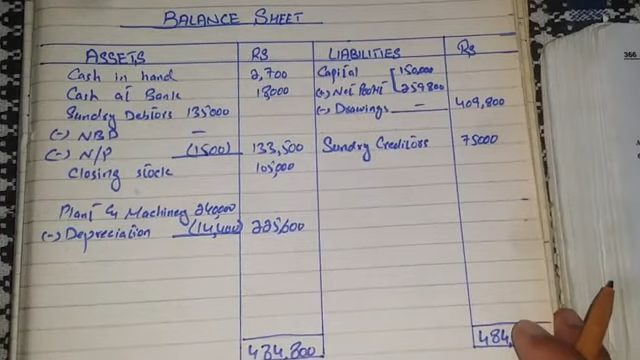 BALANCE SHEET
ASSETS RS LIABILITIES Rs
Cash in hand 2,700 Capital 150,000
Cash at Bank 18000 (+) Net Profit 259800
Sundry Debtors 135000 (-) Drawings — 409,800
(-) NBD —
(-) N/P (1500) 133,500 Sundry Creditors 75000
Closing stock 105,000
Plant & Machinery 240000
(-) Depreciation (14,400) 225,600
484,800 484,
366